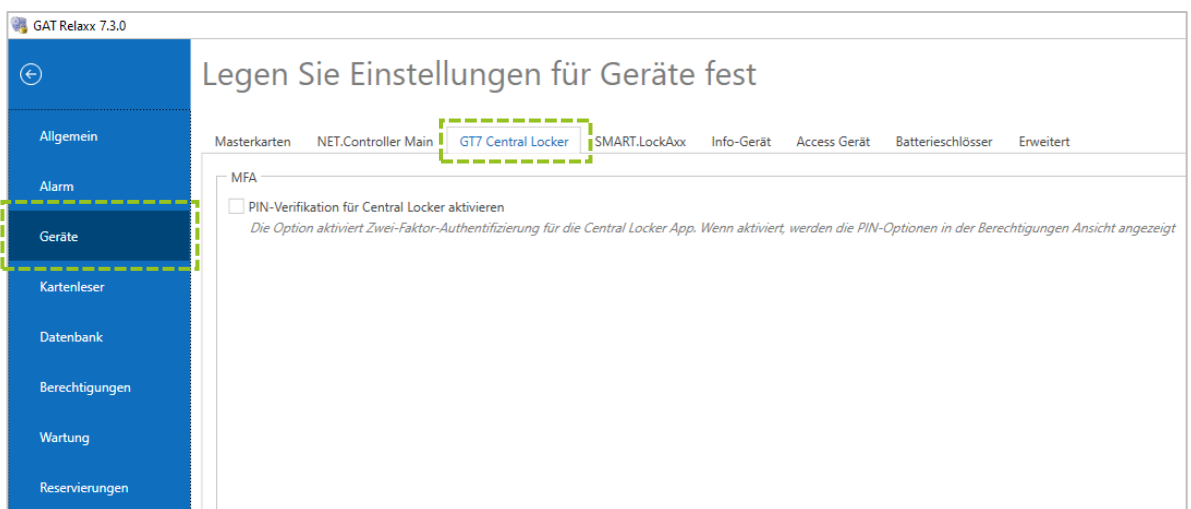 GAT Relaxx 7.3.0
Legen Sie Einstellungen für Geräte fest
Allgemein
Alarm
Geräte
Kartenleser
Datenbank
Berechtigungen
Wartung
Reservierungen
Masterkarten NET.Controller Main GT7 Central Locker SMART.LockAxx Info-Gerät Access Gerät Batterieschlösser Erweitert
MFA
PIN-Verifikation für Central Locker aktivieren
Die Option aktiviert Zwei-Faktor-Authentifizierung für die Central Locker App. Wenn aktiviert, werden die PIN-Optionen in der Berechtigungen Ansicht angezeigt